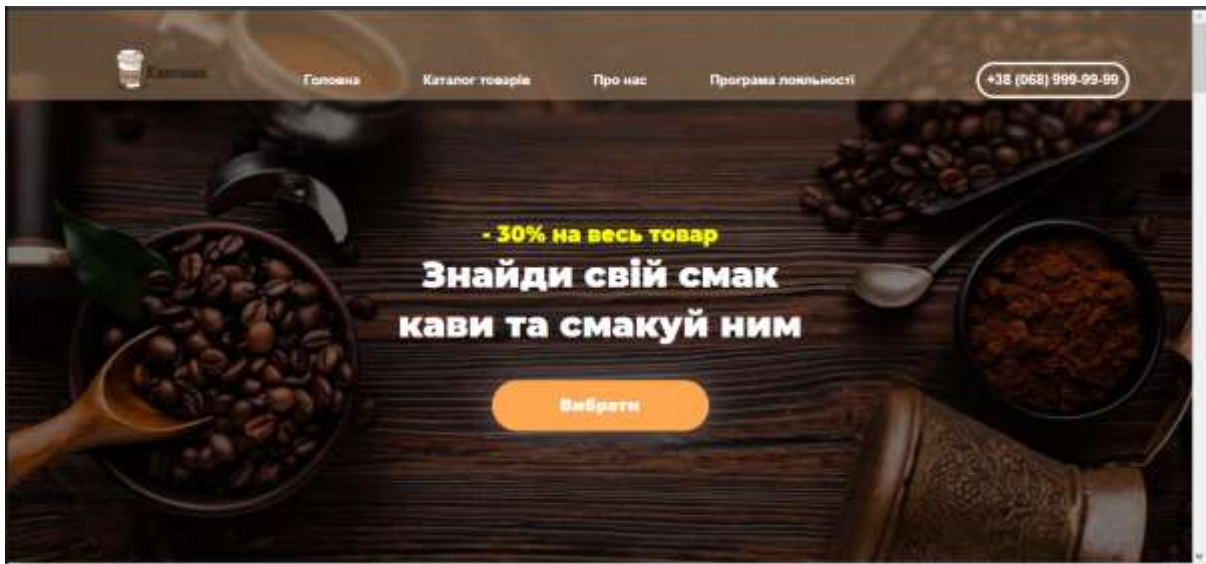 Головна
Каталог товарів
Про нас
Програма лояльності
+38 (068) 999-99-99
- 30% на весь товар
Знайди свій смак
кави та смакуй ним
Вибрати